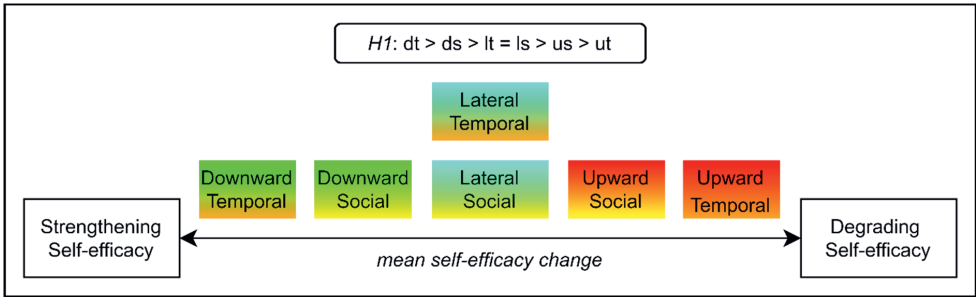 H1: dt > ds > lt = ls > us > ut
Lateral
Temporal
Downward
Temporal
Downward
Social
Lateral
Social
Upward
Social
Upward
Temporal
Strengthening
Self-efficacy
Degrading
Self-efficacy
mean self-efficacy change